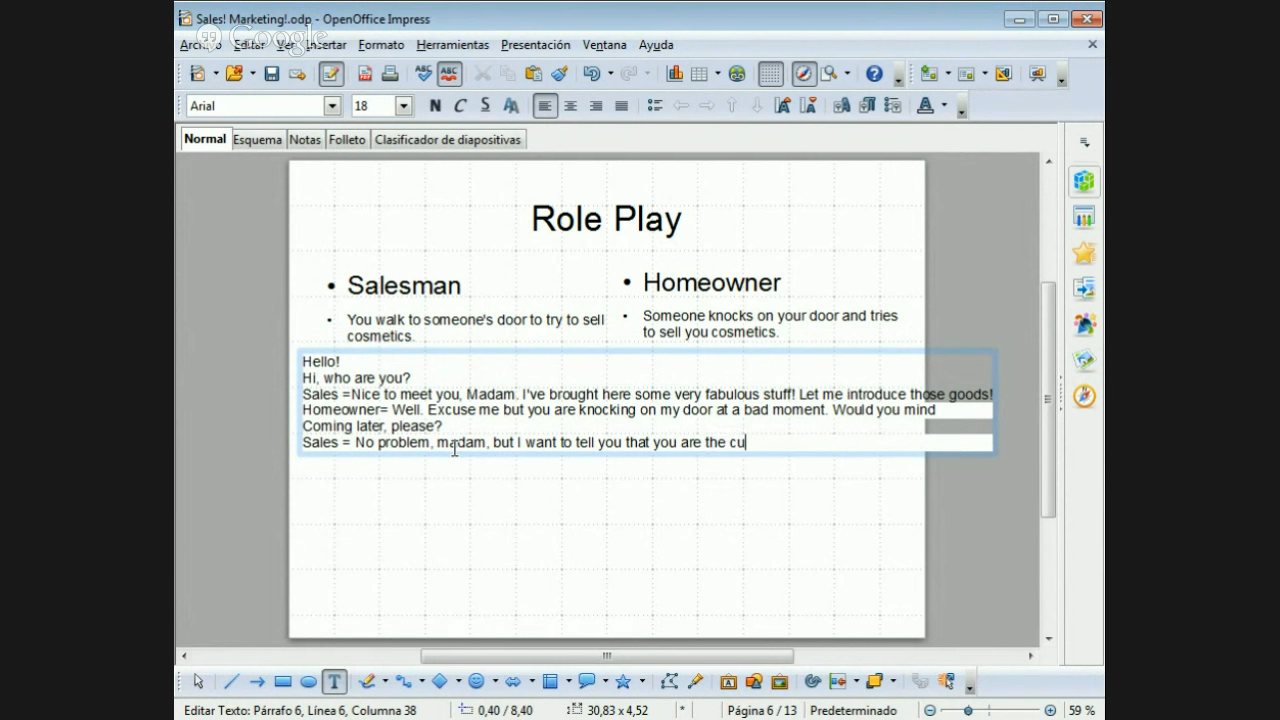 Sales! Marketing!.odp - OpenOffice Impress
Google
Archivo Editar Ver Insertar Formato Herramientas Presentación Ventana Ayuda
Arial 18 N C S
Normal Esquema Notas Folleto Clasificador de diapositivas
Role Play
• Salesman
• You walk to someone's door to try to sell
cosmetics.
• Homeowner
• Someone knocks on your door and tries
to sell you cosmetics.
Hello!
Hi, who are you?
Sales =Nice to meet you, Madam. I've brought here some very fabulous stuff! Let me introduce those goods!
Homeowner= Well. Excuse me but you are knocking on my door at a bad moment. Would you mind
Coming later, please?
Sales = No problem, madam, but I want to tell you that you are the cu
Editar Texto: Párrafo 6, Línea 6, Columna 38 0,40 / 8,40 30,83 x 4,52 * Página 6 / 13 Predeterminado 59 %